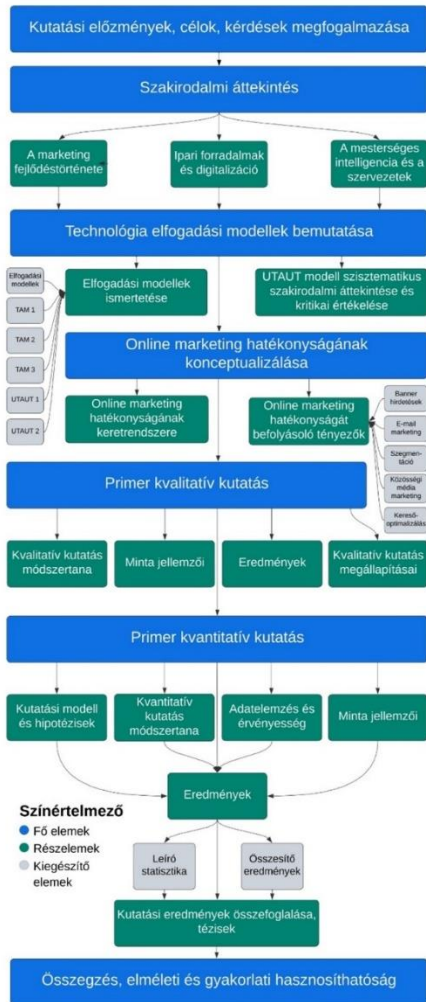 Kutatási előzmények, célok, kérdések megfogalmazása
Szakirodalmi áttekintés
A marketing
fejlődéstörténete
Ipari forradalmak
és digitalizáció
A mesterséges
intelligencia és a
szervezetek
Technológia elfogadási modellek bemutatása
Elfogadási
modellek
TAM 1
TAM 2
TAM 3
UTAUT 1
UTAUT 2
Elfogadási modellek
ismertetése
UTAUT modell szisztematikus
szakirodalmi áttekintése és
kritikai értékelése
Online marketing hatékonyságának
konceptualizálása
Online marketing
hatékonyságának
keretrendszere
Online marketing
hatékonyságát
befolyásoló tényezők
Banner
hirdetések
E-mail
marketing
Szegmen-
táció
Közösségi
média
marketing
Kereső-
optimalizálás
Primer kvalitatív kutatás
Kvalitatív kutatás
módszertana
Minta jellemzői
Eredmények
Kvalitatív kutatás
megállapításai
Primer kvantitatív kutatás
Kutatási modell
és hipotézisek
Kvantitatív
kutatás
módszertana
Adatelemzés és
érvényesség
Minta jellemzői
Eredmények
Színértelmező
Fő elemek
Részelemek
Kiegészítő
elemek
Leíró
statisztika
Összesítő
eredmények
Kutatási eredmények összefoglalása,
tézisek
Összegzés, elméleti és gyakorlati hasznosíthatóság